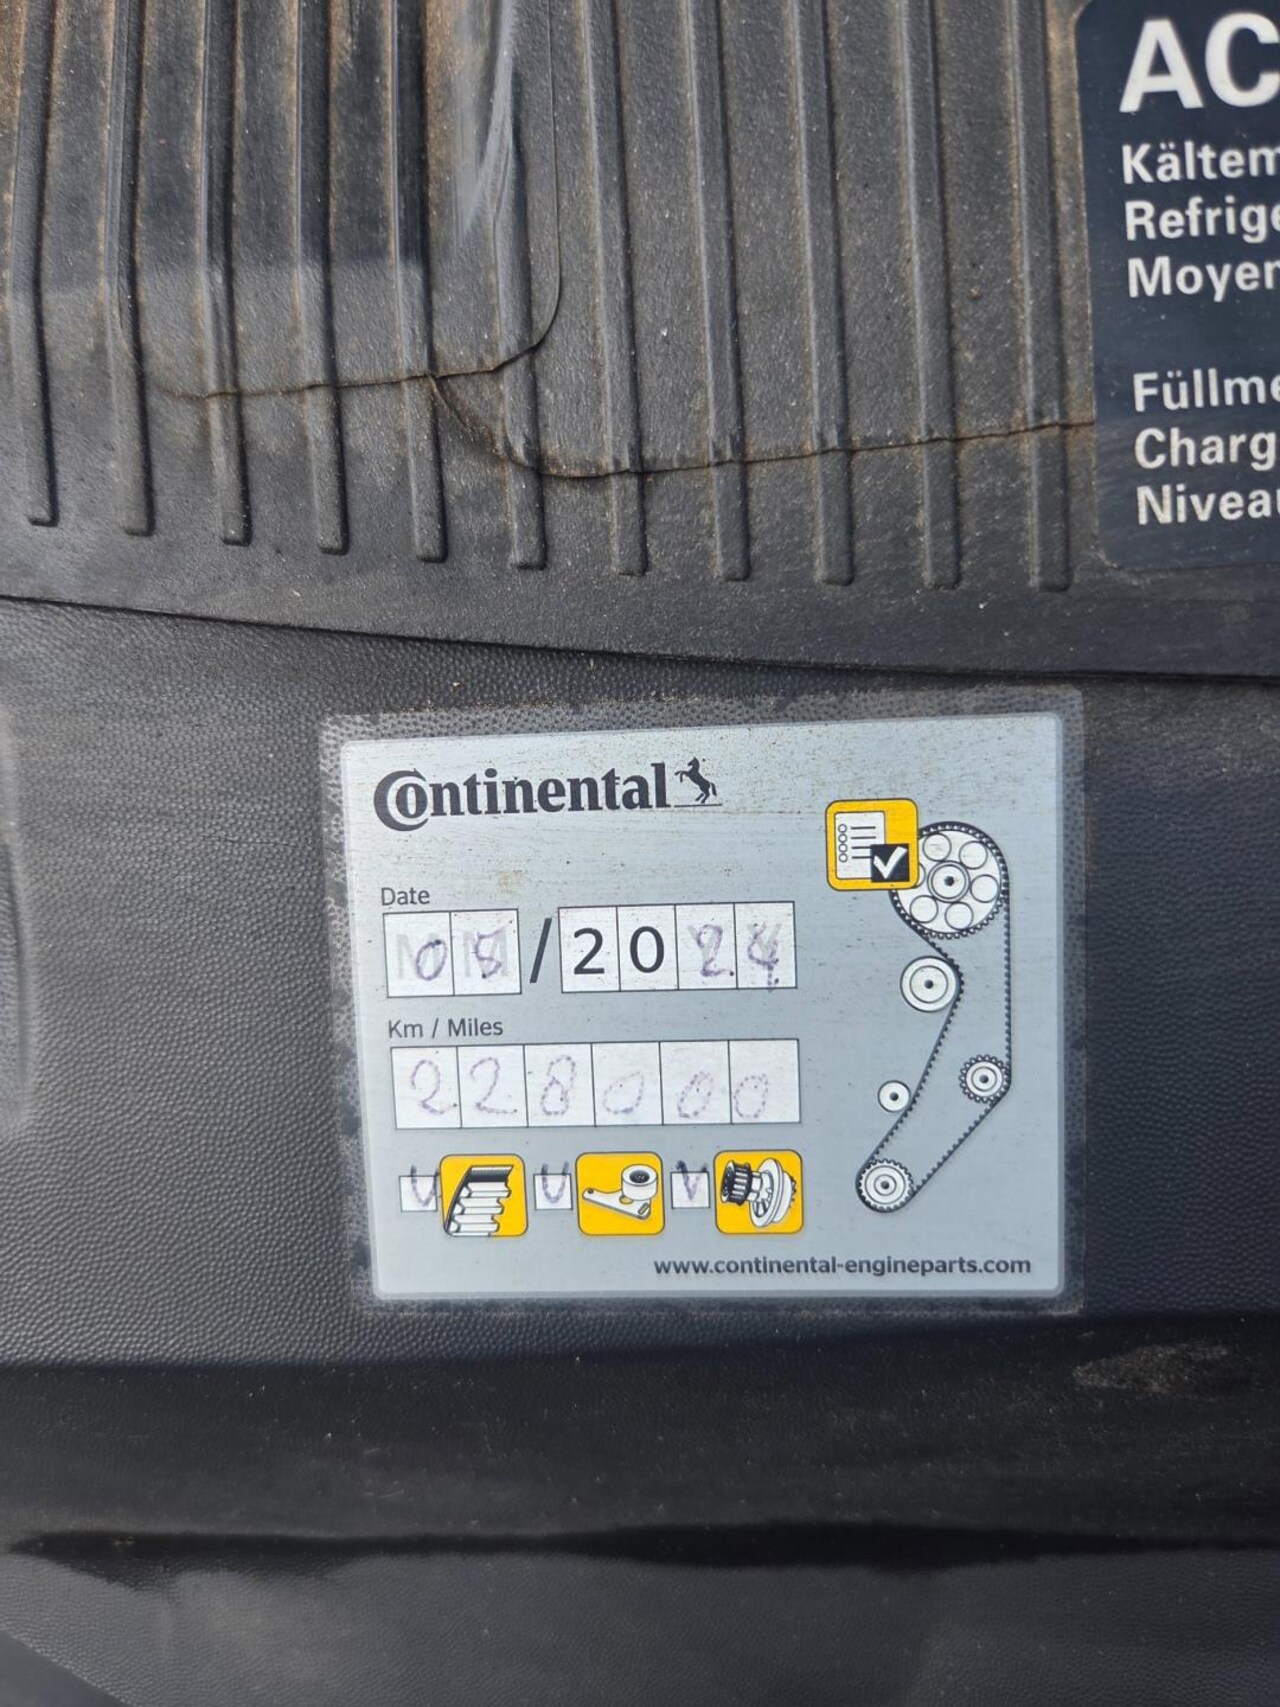 AC
Kältem
Refrige
Moyen
Füllme
Charg
Niveau
Continental
Date
05/2024
Km / Miles
228000
www.continental-engineparts.com